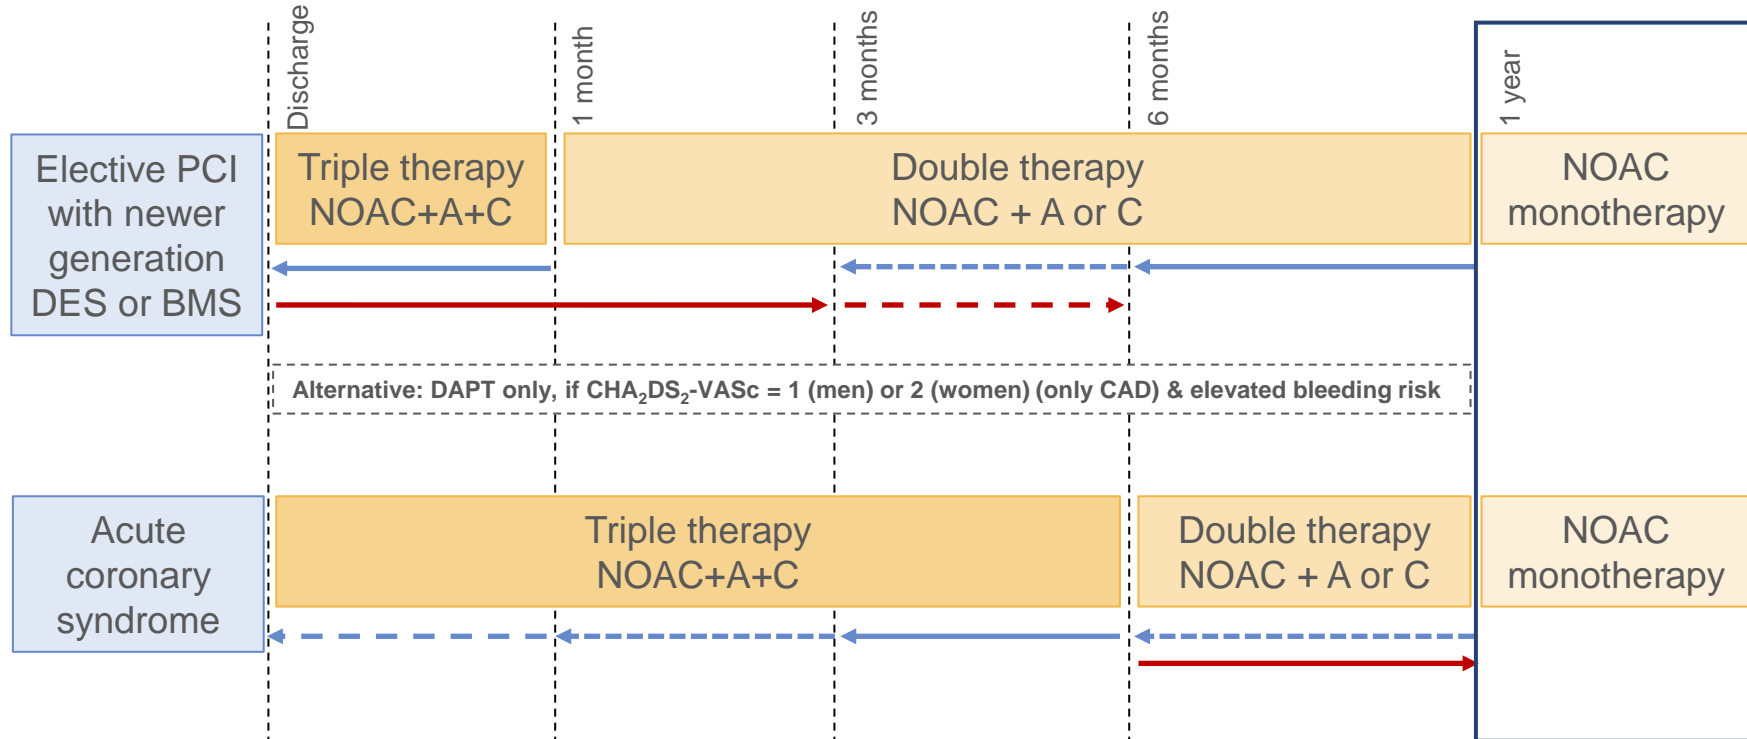 Discharge
1 month
3 months
6 months
1 year
Elective PCI
with newer
generation
DES or BMS
Triple therapy
NOAC+A+C
Double therapy
NOAC + A or C
NOAC
monotherapy
Alternative: DAPT only, if CHA₂DS₂-VASc = 1 (men) or 2 (women) (only CAD) & elevated bleeding risk
Acute
coronary
syndrome
Triple therapy
NOAC+A+C
Double therapy
NOAC + A or C
NOAC
monotherapy